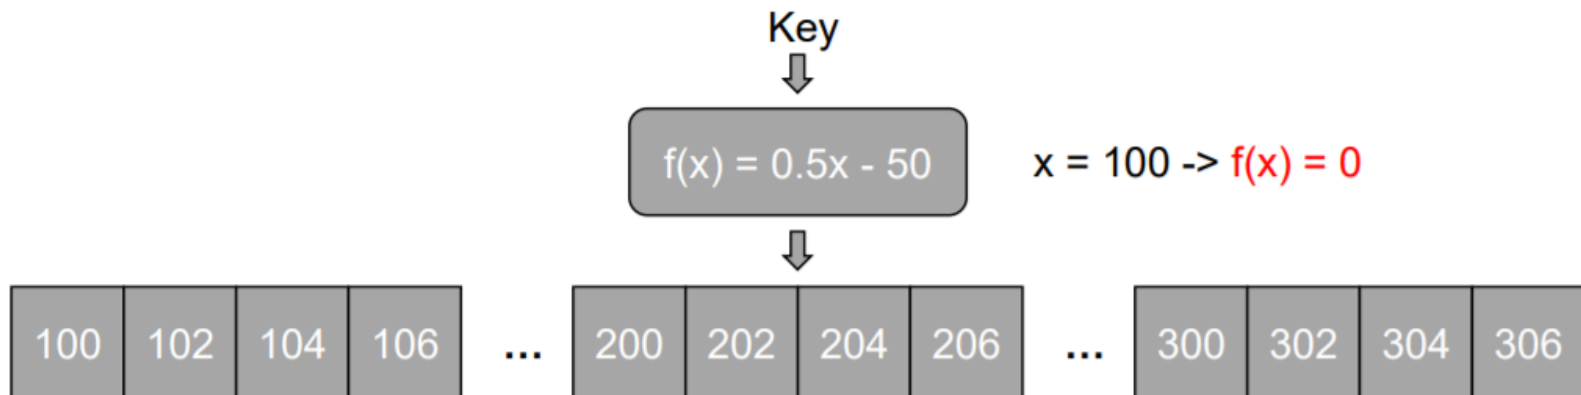 Key
f(x) = 0.5x - 50
x = 100 -> f(x) = 0
100 102 104 106 ... 200 202 204 206 ... 300 302 304 306